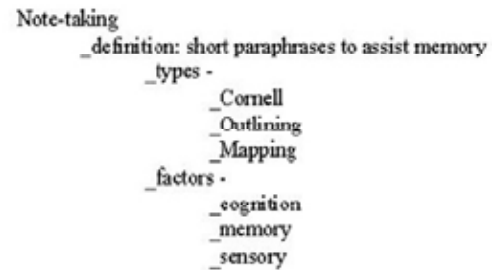 Note-taking
_definition: short paraphrases to assist memory
_types -
_Cornell
_Outlining
_Mapping
_factors -
_cognition
_memory
_sensory